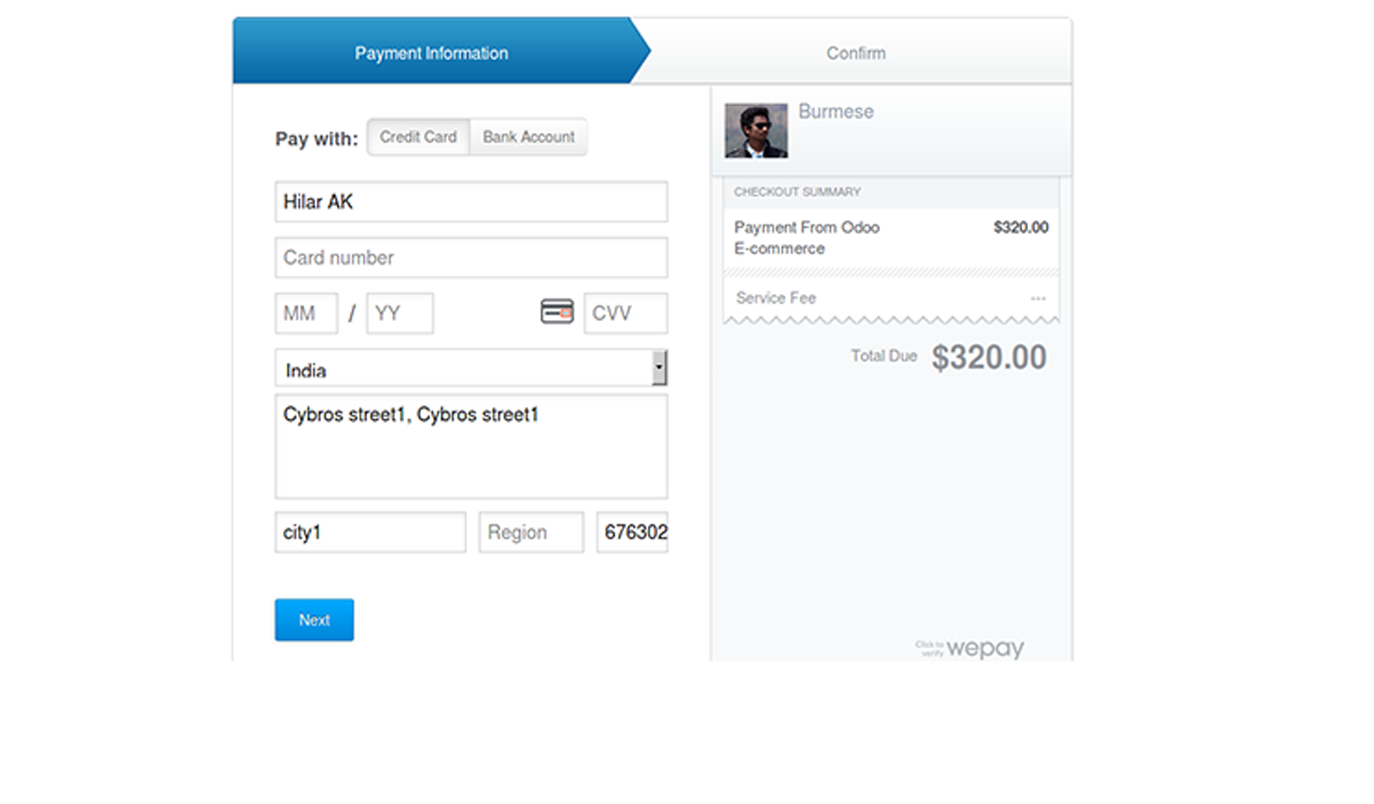 Payment Information
Confirm
Pay with:
Credit Card
Bank Account
Hilar AK
Card number
MM / YY
CVV
India
Cybros street1, Cybros street1
city1
Region
676302
Next
Burmese
CHECKOUT SUMMARY
Payment From Odoo $320.00
E-commerce
Service Fee ---
Total Due $320.00
Click to
verify
wepay